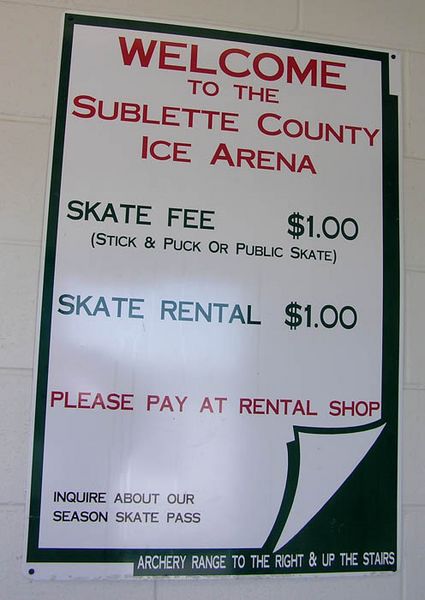 WELCOME
TO THE
SUBLETTE COUNTY
ICE ARENA
SKATE FEE $1.00
(STICK & PUCK OR PUBLIC SKATE)
SKATE RENTAL $1.00
PLEASE PAY AT RENTAL SHOP
INQUIRE ABOUT OUR
SEASON SKATE PASS
ARCHERY RANGE TO THE RIGHT & UP THE STAIRS